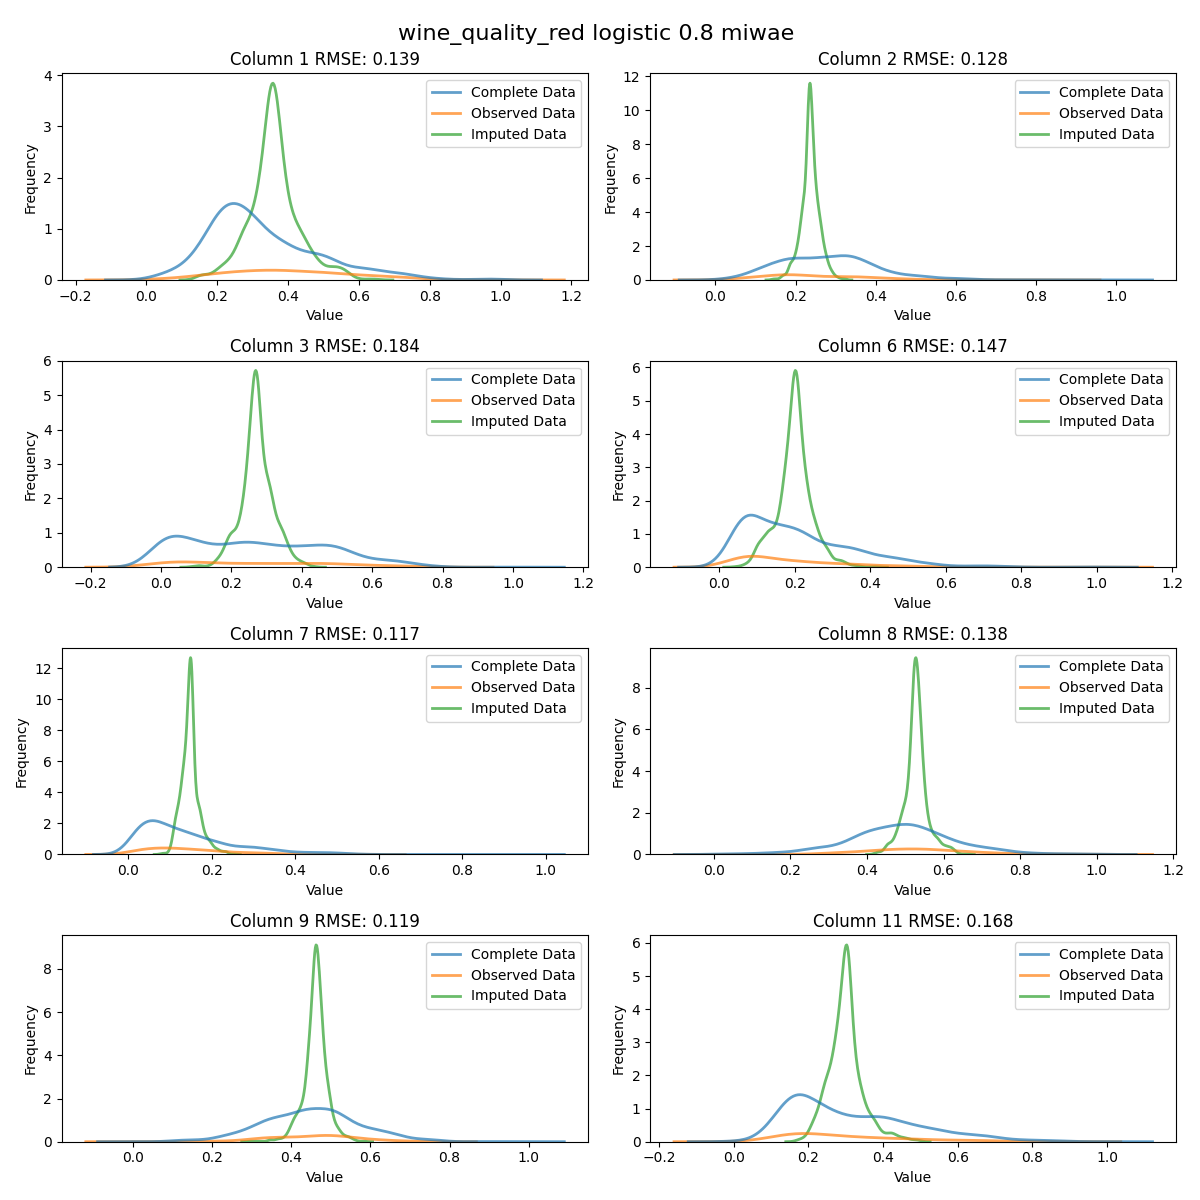 wine_quality_red logistic 0.8 miwae
Column 1 RMSE: 0.139
4
3
2
1
0
Frequency
−0.2 0.0 0.2 0.4 0.6 0.8 1.0 1.2
Value
Complete Data
Observed Data
Imputed Data
Column 2 RMSE: 0.128
12
10
8
6
4
2
0
Frequency
0.0 0.2 0.4 0.6 0.8 1.0
Value
Complete Data
Observed Data
Imputed Data
Column 3 RMSE: 0.184
6
5
4
3
2
1
0
Frequency
−0.2 0.0 0.2 0.4 0.6 0.8 1.0 1.2
Value
Complete Data
Observed Data
Imputed Data
Column 6 RMSE: 0.147
6
5
4
3
2
1
0
Frequency
0.0 0.2 0.4 0.6 0.8 1.0 1.2
Value
Complete Data
Observed Data
Imputed Data
Column 7 RMSE: 0.117
12
10
8
6
4
2
0
Frequency
0.0 0.2 0.4 0.6 0.8 1.0
Value
Complete Data
Observed Data
Imputed Data
Column 8 RMSE: 0.138
8
6
4
2
0
Frequency
0.0 0.2 0.4 0.6 0.8 1.0 1.2
Value
Complete Data
Observed Data
Imputed Data
Column 9 RMSE: 0.119
8
6
4
2
0
Frequency
0.0 0.2 0.4 0.6 0.8 1.0
Value
Complete Data
Observed Data
Imputed Data
Column 11 RMSE: 0.168
6
5
4
3
2
1
0
Frequency
−0.2 0.0 0.2 0.4 0.6 0.8 1.0
Value
Complete Data
Observed Data
Imputed Data